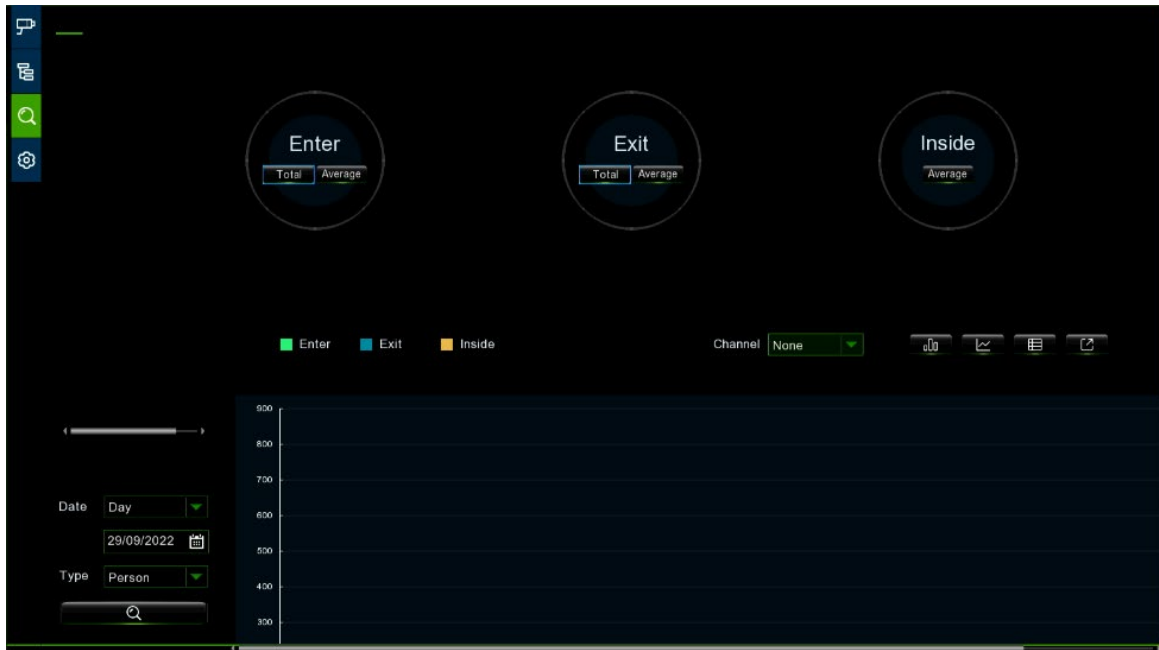 Enter
Total Average
Exit
Total Average
Inside
Average
Enter Exit Inside
Channel None
900
800
700
600
500
400
300
Date Day
29/09/2022
Type Person